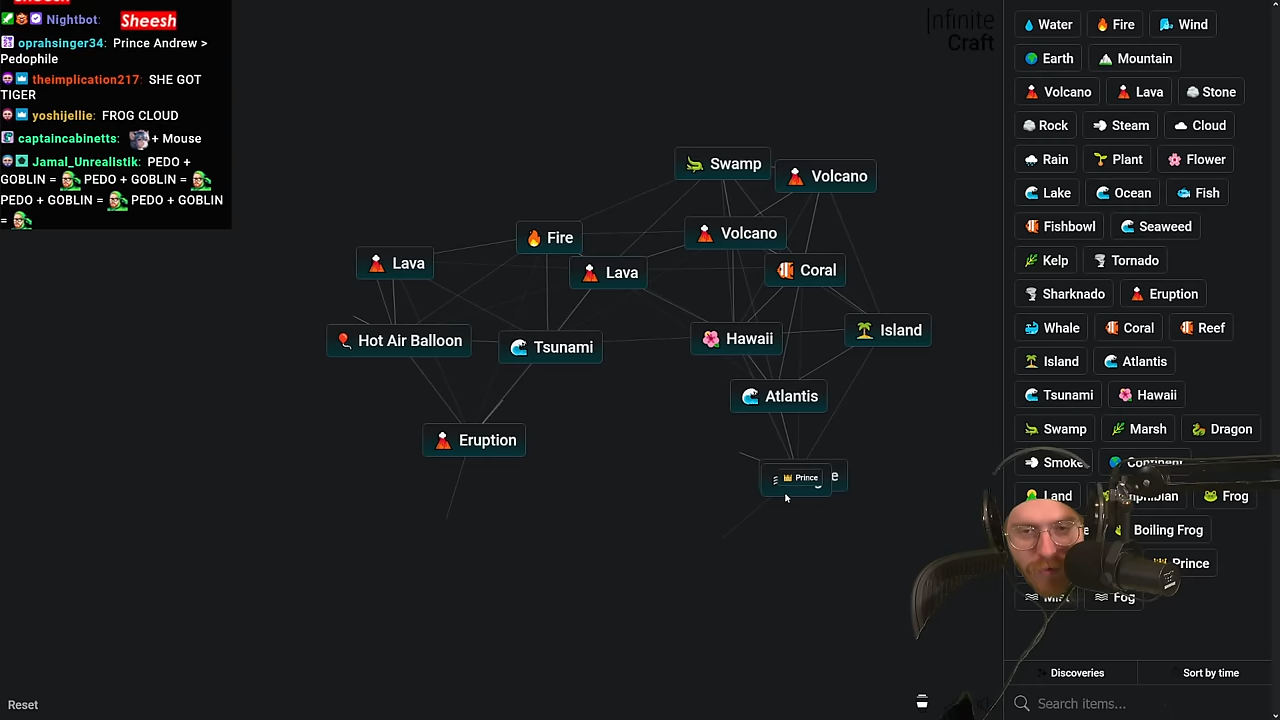 Nightbot: Sheesh
oprahsinger34: Prince Andrew >
Pedophile
theimplication217: SHE GOT
TIGER
yoshijellie: FROG CLOUD
captaincabinetts: + Mouse
Jamal_Unrealistik: PEDO +
GOBLIN = PEDO + GOBLIN =
PEDO + GOBLIN = PEDO + GOBLIN
=
Infinite
Craft
Swamp
Volcano
Fire
Volcano
Lava
Lava
Coral
Hot Air Balloon
Tsunami
Hawaii
Island
Atlantis
Eruption
Prince
Water Fire Wind
Earth Mountain
Volcano Lava Stone
Rock Steam Cloud
Rain Plant Flower
Lake Ocean Fish
Fishbowl Seaweed
Kelp Tornado
Sharknado Eruption
Whale Coral Reef
Island Atlantis
Tsunami Hawaii
Swamp Marsh Dragon
Smoke Continent
Land Frog
Boiling Frog
Prince
Mist Fog
Discoveries Sort by time
Search items...
Reset